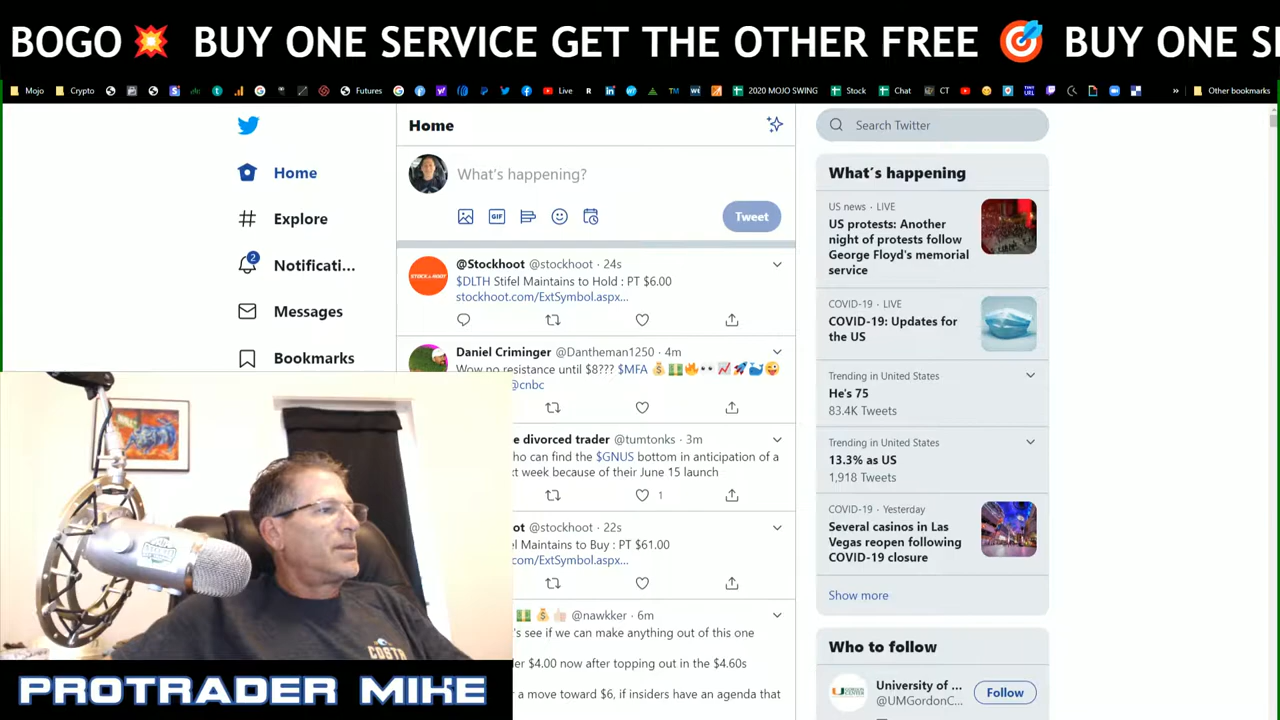 BOGO💥 BUY ONE SERVICE GET THE OTHER FREE 🎯 BUY ONE
Mojo Crypto Futures Live 2020 MOJO SWING Stock Chat CT Other bookmarks
Home
Explore
2
Notificati...
Messages
Bookmarks
Home
What's happening?
GIF
Tweet
@Stockhoot @stockhoot · 24s
$DLTH Stifel Maintains to Hold : PT $6.00
stockhoot.com/ExtSymbol.aspx...
Daniel Criminger @Dantheman1250 · 4m
Wow no resistance until $8??? $MFA 💰💵🔥👀📈🚀🐳😜
@cnbc
divorced trader @tumtonks · 3m
can find the $GNUS bottom in anticipation of a
week because of their June 15 launch
1
@stockhoot · 22s
Maintains to Buy : PT $61.00
.com/ExtSymbol.aspx...
💵💰👍🏻 @nawkker · 6m
see if we can make anything out of this one
$4.00 now after topping out in the $4.60s
a move toward $6, if insiders have an agenda that
Search Twitter
What's happening
US news · LIVE
US protests: Another
night of protests follow
George Floyd's memorial
service
COVID-19 · LIVE
COVID-19: Updates for
the US
Trending in United States
He's 75
83.4K Tweets
Trending in United States
13.3% as US
1,918 Tweets
COVID-19 · Yesterday
Several casinos in Las
Vegas reopen following
COVID-19 closure
Show more
Who to follow
University of ...
@UMGordonC...
Follow
COSTA
PROTRADER MIKE